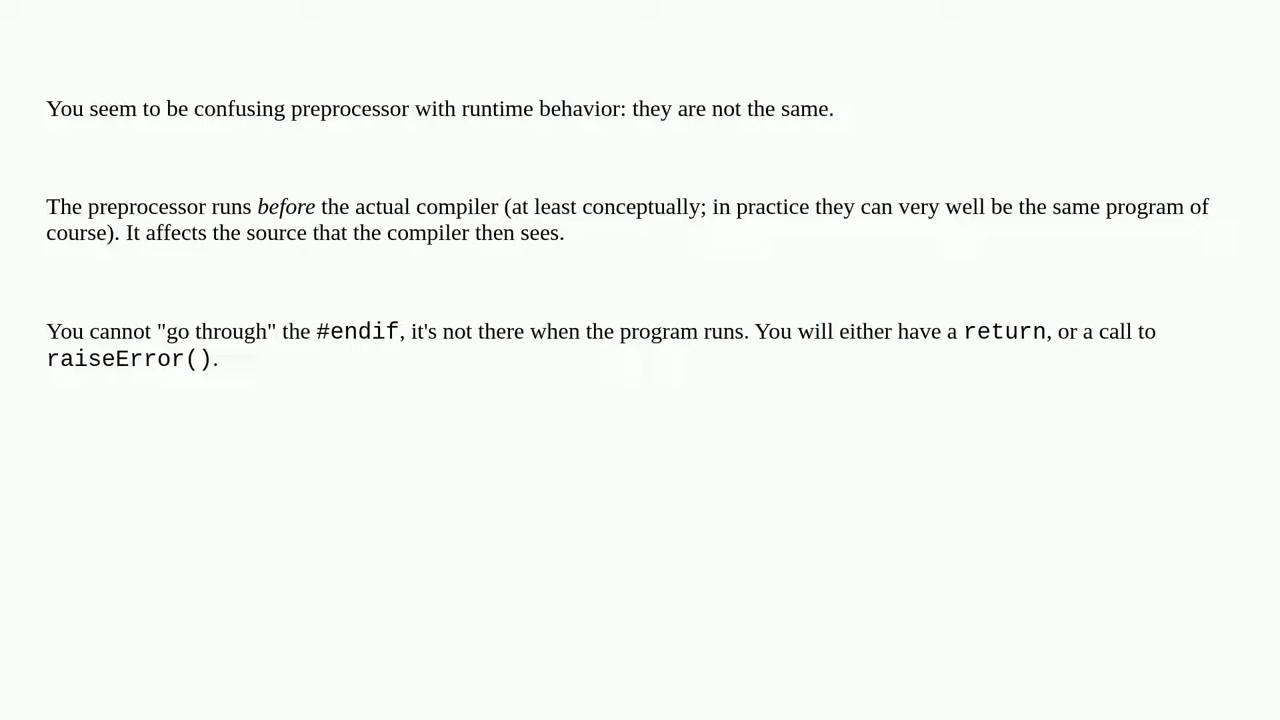 You seem to be confusing preprocessor with runtime behavior: they are not the same.
The preprocessor runs before the actual compiler (at least conceptually; in practice they can very well be the same program of
course). It affects the source that the compiler then sees.
You cannot "go through" the #endif, it's not there when the program runs. You will either have a return, or a call to
raiseError().